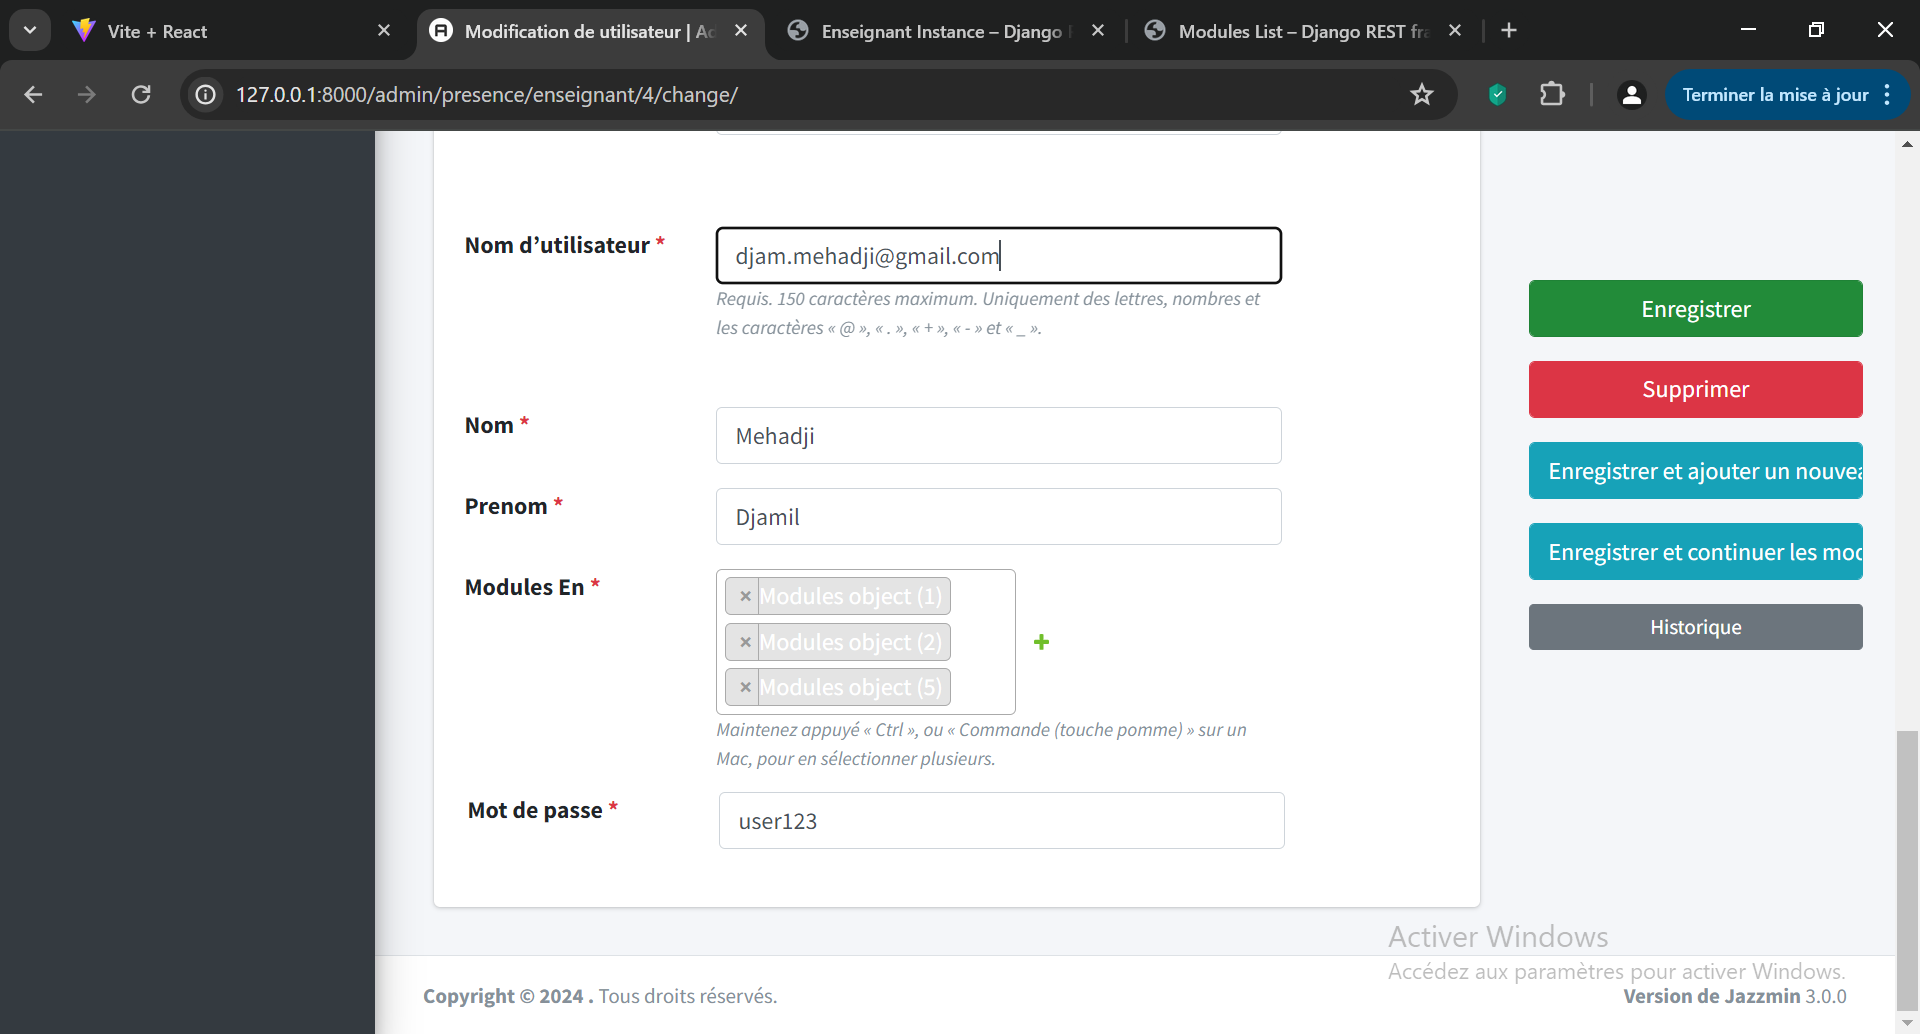 Vite + React
Modification de utilisateur | Ad
Enseignant Instance – Django R
Modules List – Django REST fra
127.0.0.1:8000/admin/presence/enseignant/4/change/
Terminer la mise à jour
Nom d’utilisateur *
djam.mehadji@gmail.com
Requis. 150 caractères maximum. Uniquement des lettres, nombres et
les caractères « @ », « . », « + », « - » et « _ ».
Nom *
Mehadji
Prenom *
Djamil
Modules En *
× Modules object (1)
× Modules object (2)
× Modules object (5)
Maintenez appuyé « Ctrl », ou « Commande (touche pomme) » sur un
Mac, pour en sélectionner plusieurs.
Mot de passe *
user123
Enregistrer
Supprimer
Enregistrer et ajouter un nouvea
Enregistrer et continuer les mod
Historique
Activer Windows
Accédez aux paramètres pour activer Windows.
Copyright © 2024 . Tous droits réservés.
Version de Jazzmin 3.0.0